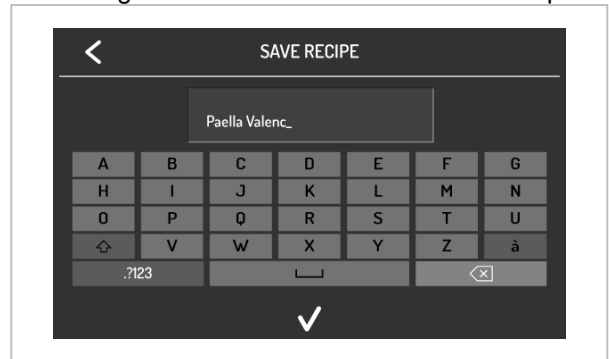 SAVE RECIPE
Paella Valenc_
A B C D E F G
H I J K L M N
O P Q R S T U
V W X Y Z à
.?123